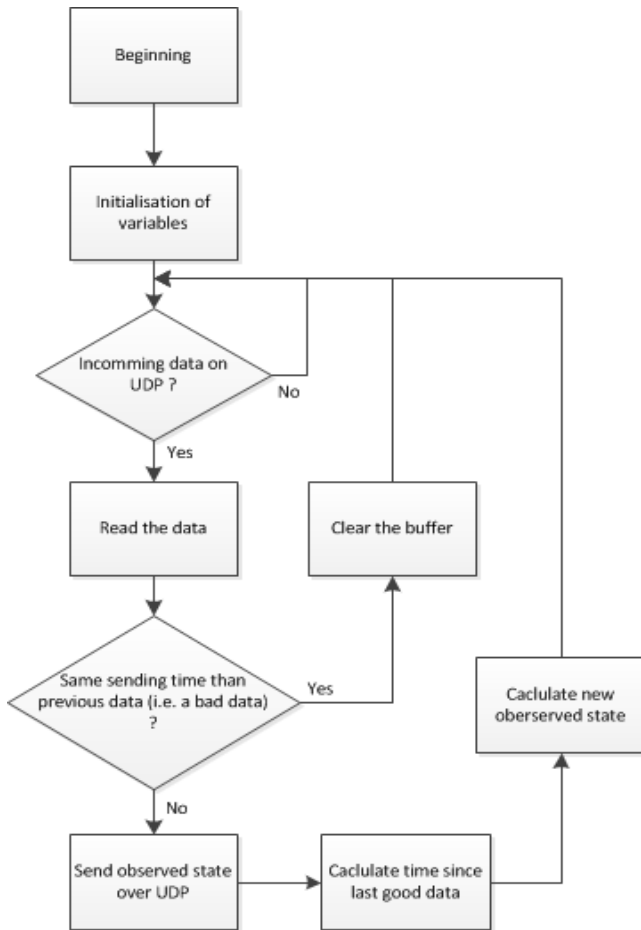 Beginning
Initialisation of
variables
Incomming data on
UDP ?
No
Yes
Read the data
Clear the buffer
Same sending time than
previous data (i.e. a bad data)
?
Yes
Caclulate new
oberserved state
No
Send observed state
over UDP
Caclulate time since
last good data